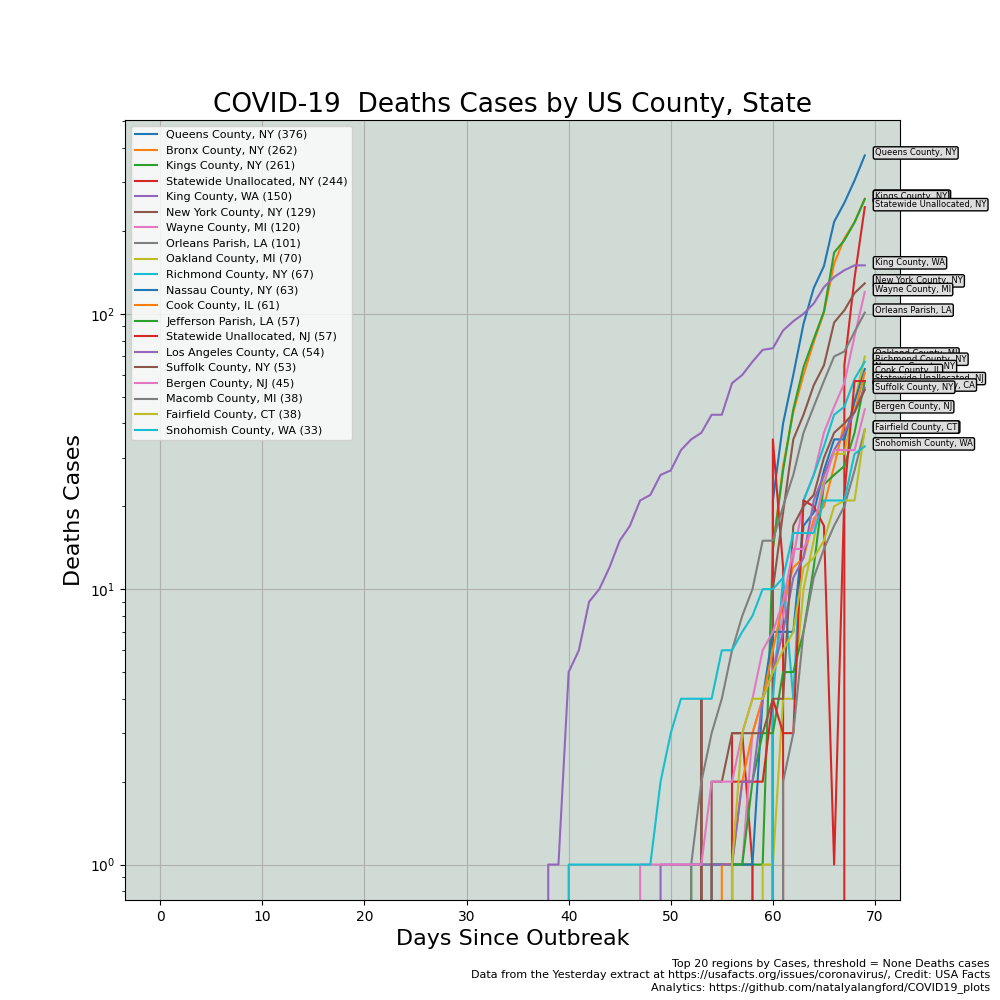 COVID-19  Deaths Cases by US County, State
Queens County, NY (376)
Bronx County, NY (262)
Kings County, NY (261)
Statewide Unallocated, NY (244)
King County, WA (150)
New York County, NY (129)
Wayne County, MI (120)
Orleans Parish, LA (101)
Oakland County, MI (70)
Richmond County, NY (67)
Nassau County, NY (63)
Cook County, IL (61)
Jefferson Parish, LA (57)
Statewide Unallocated, NJ (57)
Los Angeles County, CA (54)
Suffolk County, NY (53)
Bergen County, NJ (45)
Macomb County, MI (38)
Fairfield County, CT (38)
Snohomish County, WA (33)
Queens County, NY
Kings County, NY
Statewide Unallocated, NY
King County, WA
New York County, NY
Wayne County, MI
Orleans Parish, LA
Richmond County, NY
Cook County, IL
Statewide Unallocated, NJ
Suffolk County, NY
Bergen County, NJ
Fairfield County, CT
Snohomish County, WA
Deaths Cases
10²
10¹
10⁰
0 10 20 30 40 50 60 70
Days Since Outbreak
Top 20 regions by Cases, threshold = None Deaths cases
Data from the Yesterday extract at https://usafacts.org/issues/coronavirus/, Credit: USA Facts
Analytics: https://github.com/natalyalangford/COVID19_plots